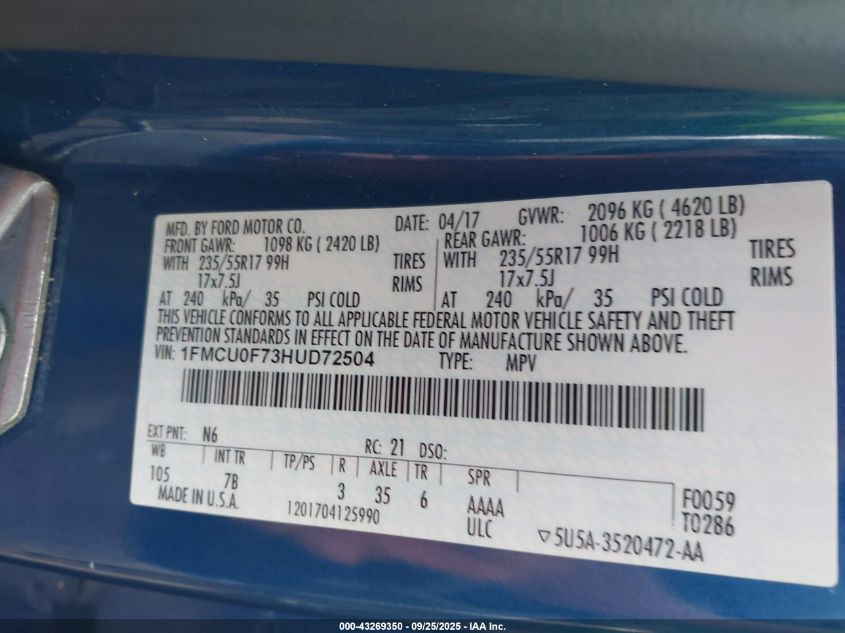 MFD. BY FORD MOTOR CO. DATE: 04/17 GVWR: 2096 KG ( 4620 LB)
FRONT GAWR: 1098 KG ( 2420 LB) REAR GAWR: 1006 KG ( 2218 LB)
WITH 235/55R17 99H TIRES WITH 235/55R17 99H TIRES
17x7.5J RIMS 17x7.5J RIMS
AT 240 kPa/ 35 PSI COLD AT 240 kPa/ 35 PSI COLD
THIS VEHICLE CONFORMS TO ALL APPLICABLE FEDERAL MOTOR VEHICLE SAFETY AND THEFT
PREVENTION STANDARDS IN EFFECT ON THE DATE OF MANUFACTURE SHOWN ABOVE.
VIN: 1FMCU0F73HUD72504 TYPE: MPV
EXT PNT: N6 RC: 21 DSO:
WB INT TR TP/PS R AXLE TR SPR
105 7B 3 35 6 AAAA F0059
MADE IN U.S.A. 1201704125990 ULC T0286
▽5U5A-3520472-AA
000-43269350 - 09/25/2025 - IAA Inc.